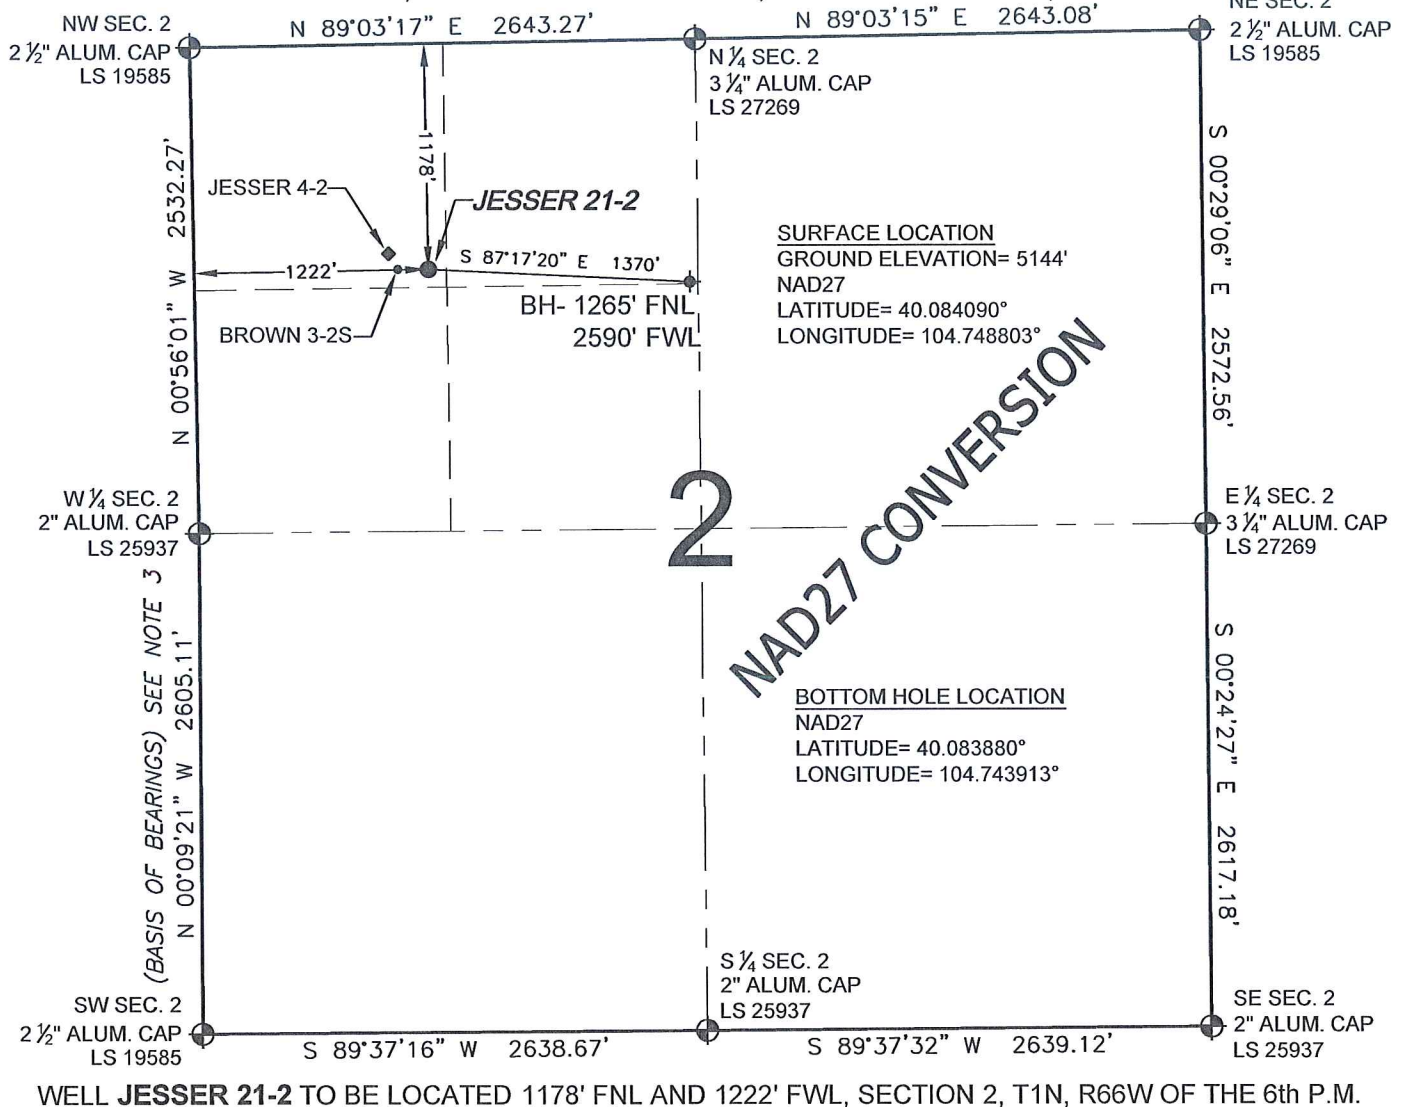 N 89°03'17" E 2643.27'
N 89°03'15" E 2643.08'
NW SEC. 2
2 ½" ALUM. CAP
LS 19585
N ¼ SEC. 2
3 ¼" ALUM. CAP
LS 27269
NE SEC. 2
2 ½" ALUM. CAP
LS 19585
N 00°56'01" W 2532.27'
1178'
JESSER 4-2
JESSER 21-2
S 87°17'20" E 1370'
1222'
BROWN 3-2S
BH- 1265' FNL
2590' FWL
SURFACE LOCATION
GROUND ELEVATION= 5144'
NAD27
LATITUDE= 40.084090°
LONGITUDE= 104.748803°
S 00°29'06" E 2572.56'
NAD27 CONVERSION
2
W ¼ SEC. 2
2" ALUM. CAP
LS 25937
E ¼ SEC. 2
3 ¼" ALUM. CAP
LS 27269
(BASIS OF BEARINGS) SEE NOTE 3
N 00°09'21" W 2605.11'
BOTTOM HOLE LOCATION
NAD27
LATITUDE= 40.083880°
LONGITUDE= 104.743913°
S 00°24'27" E 2617.18'
SW SEC. 2
2 ½" ALUM. CAP
LS 19585
S ¼ SEC. 2
2" ALUM. CAP
LS 25937
SE SEC. 2
2" ALUM. CAP
LS 25937
S 89°37'16" W 2638.67'
S 89°37'32" W 2639.12'
WELL JESSER 21-2 TO BE LOCATED 1178' FNL AND 1222' FWL, SECTION 2, T1N, R66W OF THE 6th P.M.